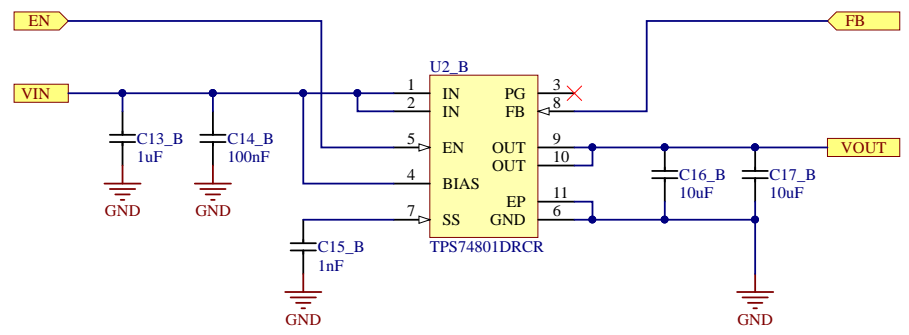 EN
FB
U2_B
VIN
1 IN
2 IN
PG 3
FB 8
C13_B
1uF
C14_B
100nF
5 EN
OUT 9
OUT 10
VOUT
4 BIAS
C16_B
10uF
C17_B
10uF
EP 11
7 SS
GND 6
GND
GND
C15_B
1nF
TPS74801DRCR
GND
GND